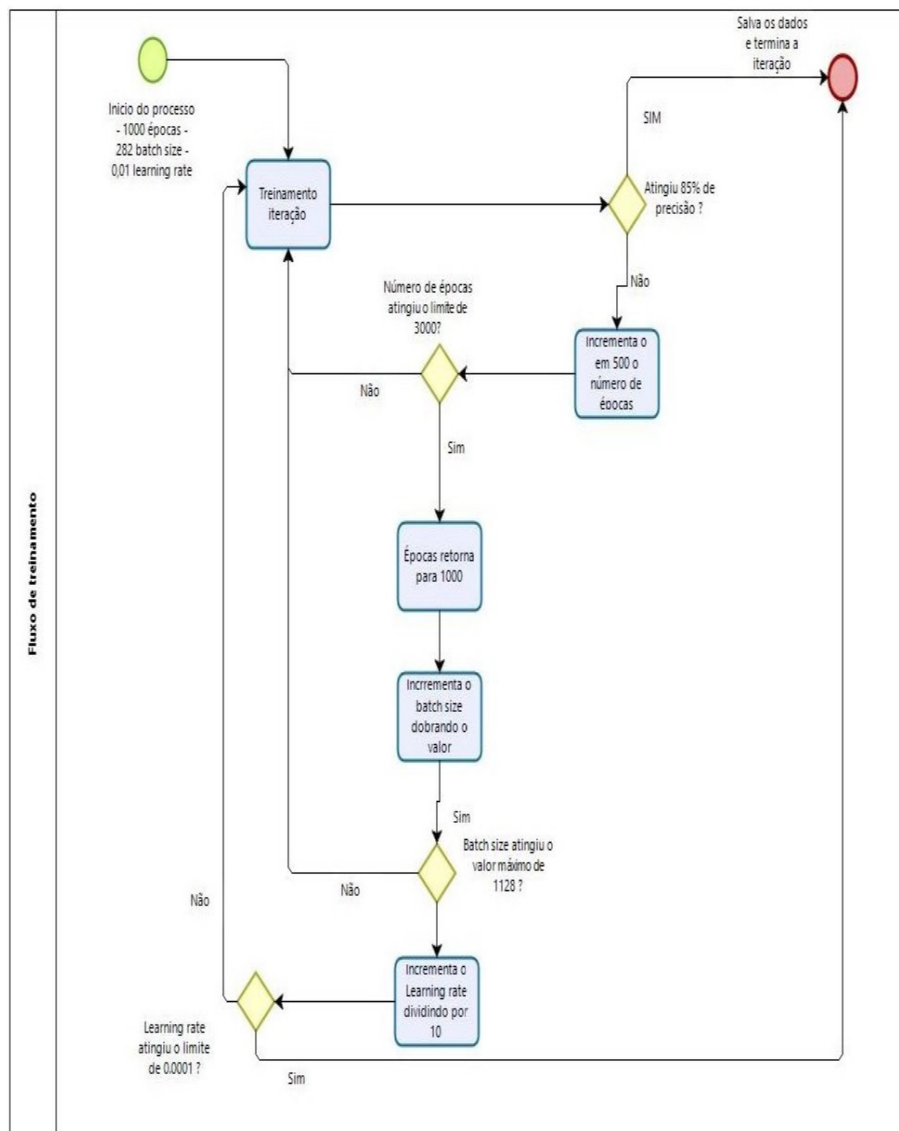 Fluxo de treinamento
Inicio do processo
- 1000 épocas -
282 batch size -
0,01 learning rate
Treinamento
iteração
Salva os dados
e termina a
iteração
SIM
Atingiu 85% de
precisão ?
Não
Incrementa o
em 500 o
número de
épocas
Número de épocas
atingiu o limite de
3000?
Não
Sim
Épocas retorna
para 1000
Incrrementa o
batch size
dobrando o
valor
Sim
Batch size atingiu o
valor máximo de
1128 ?
Não
Incrementa o
Learning rate
dividindo por
10
Não
Learning rate
atingiu o limite
de 0.0001 ?
Sim